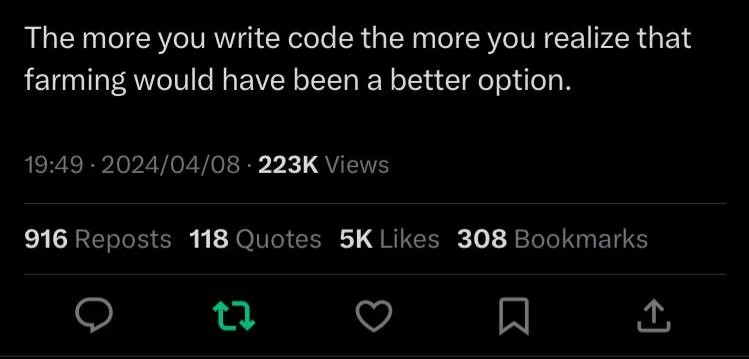 The more you write code the more you realize that
farming would have been a better option.
19:49 · 2024/04/08 · 223K Views
916 Reposts 118 Quotes 5K Likes 308 Bookmarks